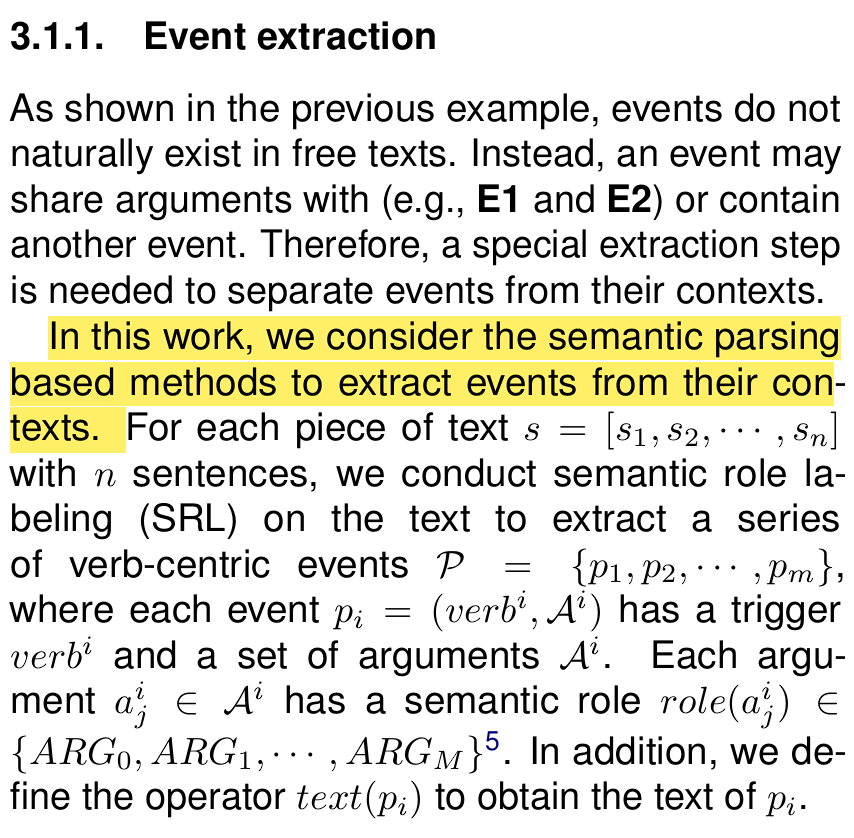 3.1.1. Event extraction
As shown in the previous example, events do not
naturally exist in free texts. Instead, an event may
share arguments with (e.g., E1 and E2) or contain
another event. Therefore, a special extraction step
is needed to separate events from their contexts.
In this work, we consider the semantic parsing
based methods to extract events from their con-
texts. For each piece of text s = [s₁, s₂, ⋯ , sₙ]
with n sentences, we conduct semantic role la-
beling (SRL) on the text to extract a series
of verb-centric events 𝒫 = {p₁, p₂, ⋯ , pₘ},
where each event pᵢ = (verbⁱ, 𝒜ⁱ) has a trigger
verbⁱ and a set of arguments 𝒜ⁱ. Each argu-
ment aⁱⱼ ∈ 𝒜ⁱ has a semantic role role(aⁱⱼ) ∈
{ARG₀, ARG₁, ⋯ , ARG_M}⁵. In addition, we de-
fine the operator text(pᵢ) to obtain the text of pᵢ.